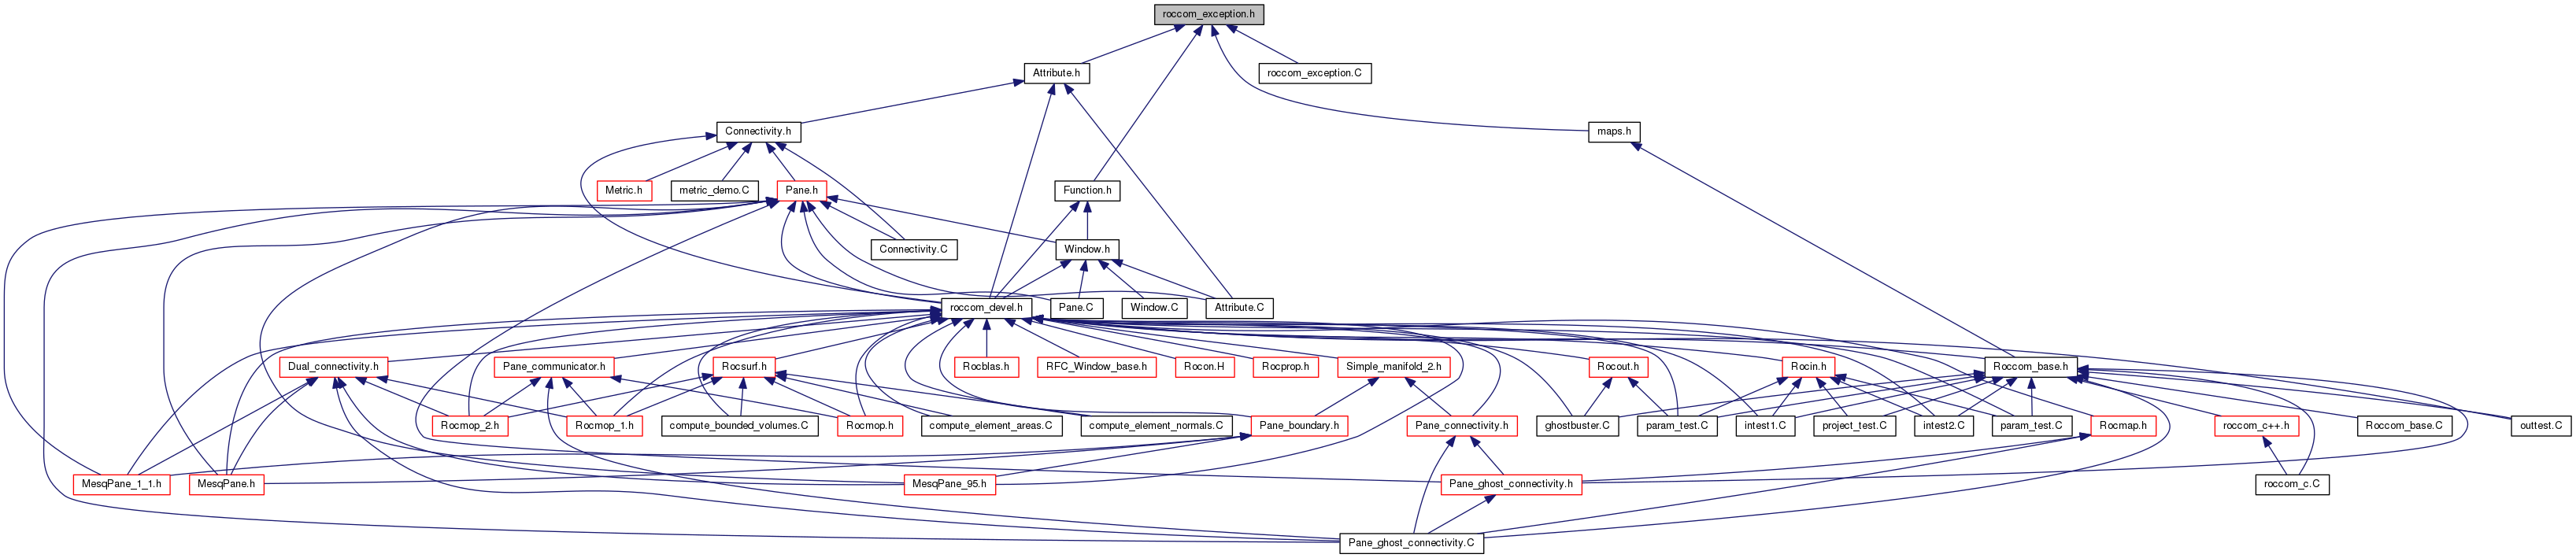 roccom_exception.h
Attribute.h
roccom_exception.C
Connectivity.h
maps.h
Metric.h
metric_demo.C
Pane.h
Function.h
Connectivity.C
Window.h
roccom_devel.h
Pane.C
Window.C
Attribute.C
Dual_connectivity.h
Pane_communicator.h
Rocsurf.h
Rocblas.h
RFC_Window_base.h
Rocon.H
Rocprop.h
Simple_manifold_2.h
Rocout.h
Rocin.h
Roccom_base.h
Rocmop_2.h
Rocmop_1.h
compute_bounded_volumes.C
Rocmop.h
compute_element_areas.C
compute_element_normals.C
Pane_boundary.h
Pane_connectivity.h
ghostbuster.C
param_test.C
intest1.C
project_test.C
intest2.C
param_test.C
Rocmap.h
roccom_c++.h
Roccom_base.C
outtest.C
MesqPane_1_1.h
MesqPane.h
MesqPane_95.h
Pane_ghost_connectivity.h
roccom_c.C
Pane_ghost_connectivity.C